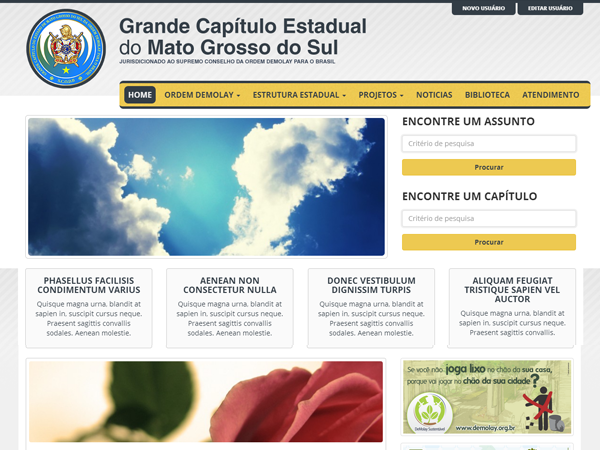 NOVO USUÁRIO EDITAR USUÁRIO
Grande Capítulo Estadual
do Mato Grosso do Sul
JURISDICIONADO AO SUPREMO CONSELHO DA ORDEM DEMOLAY PARA O BRASIL
HOME ORDEM DEMOLAY ESTRUTURA ESTADUAL PROJETOS NOTICIAS BIBLIOTECA ATENDIMENTO
ENCONTRE UM ASSUNTO
Critério de pesquisa
Procurar
ENCONTRE UM CAPÍTULO
Critério de pesquisa
Procurar
PHASELLUS FACILISIS
CONDIMENTUM VARIUS
Quisque magna urna, blandit at
sapien in, suscipit cursus neque.
Praesent sagittis convallis
sodales. Aenean molestie.
AENEAN NON
CONSECTETUR NULLA
Quisque magna urna, blandit at
sapien in, suscipit cursus neque.
Praesent sagittis convallis
sodales. Aenean molestie.
DONEC VESTIBULUM
DIGNISSIM TURPIS
Quisque magna urna, blandit at
sapien in, suscipit cursus neque.
Praesent sagittis convallis
sodales. Aenean molestie.
ALIQUAM FEUGIAT
TRISTIQUE SAPIEN VEL
AUCTOR
Quisque magna urna, blandit at
sapien in, suscipit cursus neque.
Praesent sagittis convallis.
Se você não joga lixo no chão da sua casa,
porque vai jogar no chão da sua cidade?
DeMolay Sustentável
www.demolay.org.br